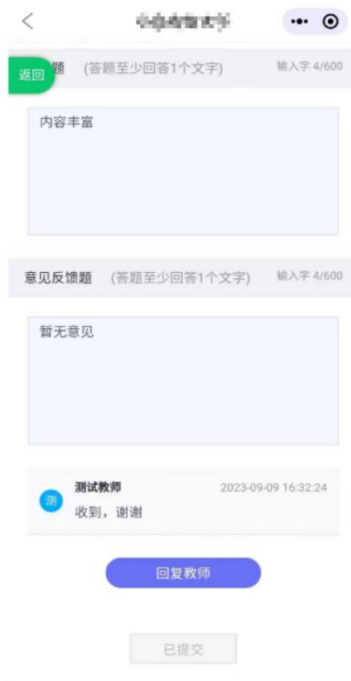 返回
题 (答题至少回答1个文字) 输入字 4/600
内容丰富
意见反馈题 (答题至少回答1个文字) 输入字 4/600
暂无意见
测
测试教师 2023-09-09 16:32:24
收到，谢谢
回复教师
已提交